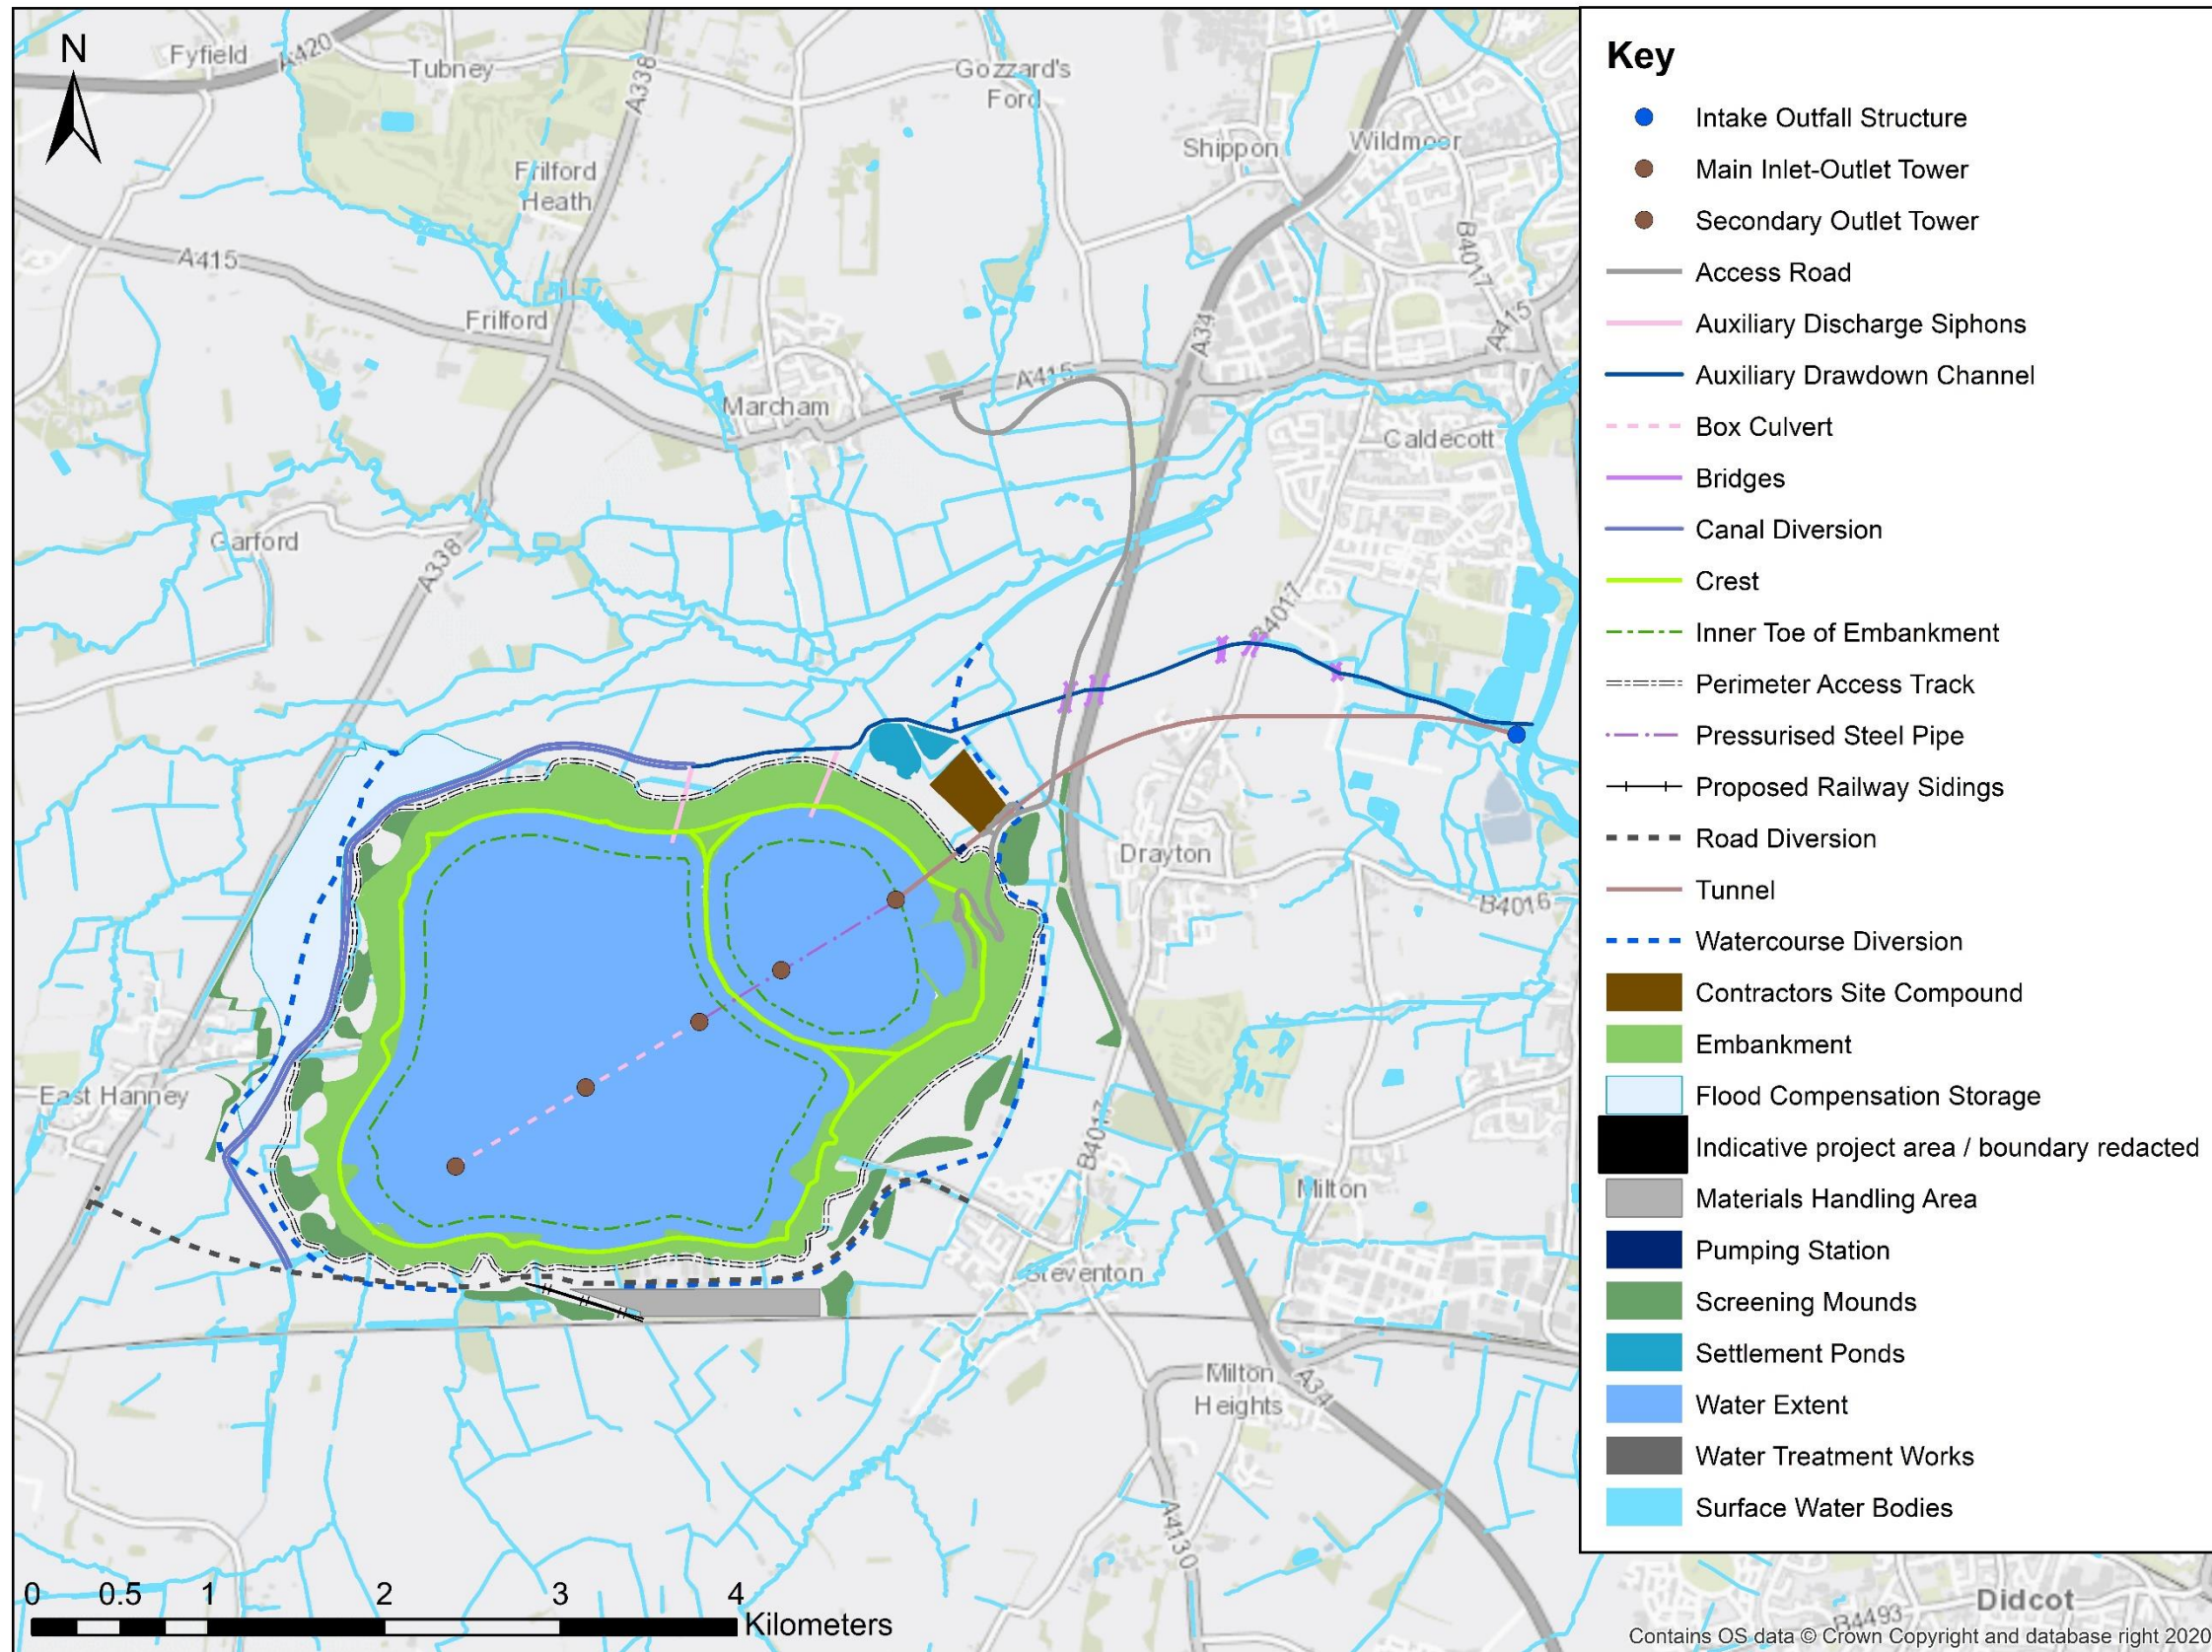 N
Fyfield
A420
Tubney
A338
Gozzard's
Ford
Shippon
Wildmoor
Frilford
Heath
B4017
A415
Frilford
A34
A415
A415
Marcham
Caldecott
Garford
A338
B4017
Drayton
B4016
East Hanney
B4017
Milton
Steventon
Milton
Heights
A34
A4130
0 0.5 1 2 3 4
Kilometers
Key
Intake Outfall Structure
Main Inlet-Outlet Tower
Secondary Outlet Tower
Access Road
Auxiliary Discharge Siphons
Auxiliary Drawdown Channel
Box Culvert
Bridges
Canal Diversion
Crest
Inner Toe of Embankment
Perimeter Access Track
Pressurised Steel Pipe
Proposed Railway Sidings
Road Diversion
Tunnel
Watercourse Diversion
Contractors Site Compound
Embankment
Flood Compensation Storage
Indicative project area / boundary redacted
Materials Handling Area
Pumping Station
Screening Mounds
Settlement Ponds
Water Extent
Water Treatment Works
Surface Water Bodies
Didcot
B4493
Contains OS data © Crown Copyright and database right 2020